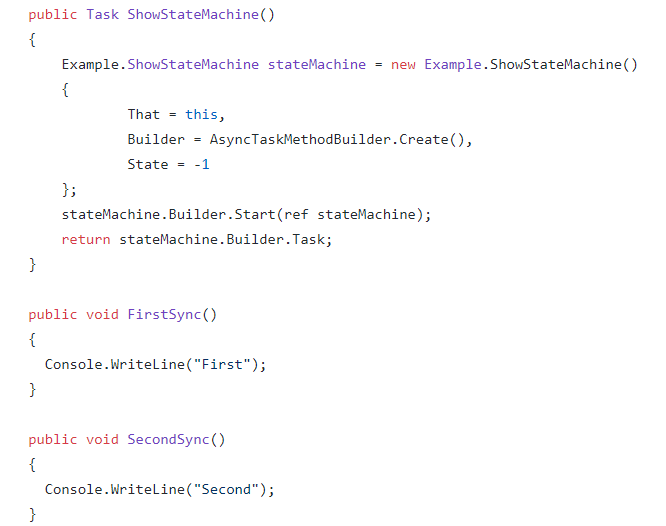 public Task ShowStateMachine()
{
    Example.ShowStateMachine stateMachine = new Example.ShowStateMachine()
    {
            That = this,
            Builder = AsyncTaskMethodBuilder.Create(),
            State = -1
    };
    stateMachine.Builder.Start(ref stateMachine);
    return stateMachine.Builder.Task;
}

public void FirstSync()
{
  Console.WriteLine("First");
}

public void SecondSync()
{
  Console.WriteLine("Second");
}